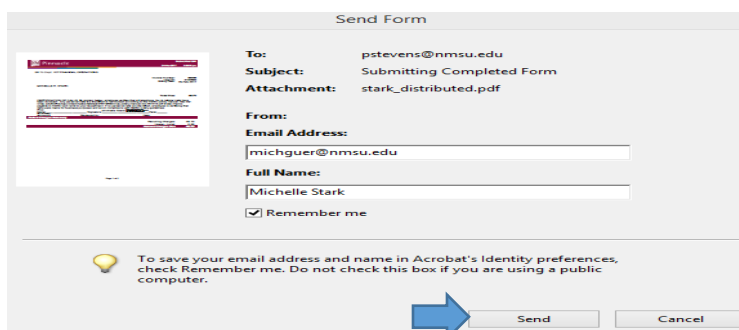 Send Form
To: pstevens@nmsu.edu
Subject: Submitting Completed Form
Attachment: stark_distributed.pdf
From:
Email Address:
michguer@nmsu.edu
Full Name:
Michelle Stark
Remember me
To save your email address and name in Acrobat's Identity preferences,
check Remember me. Do not check this box if you are using a public
computer.
Send Cancel